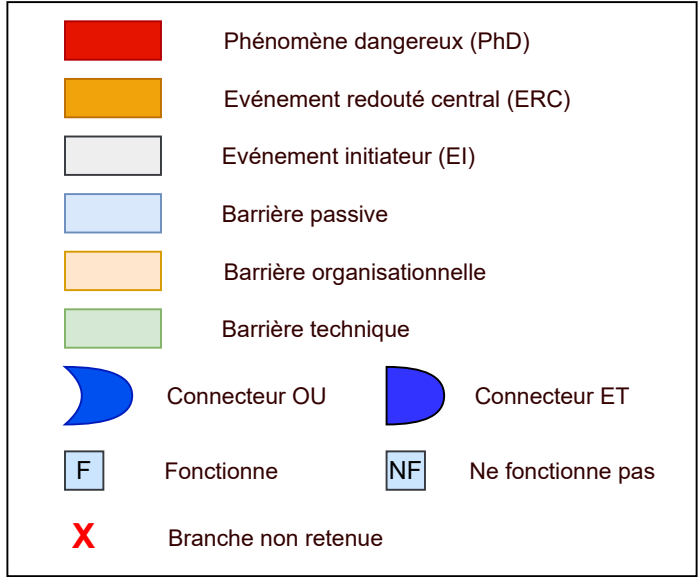 Phénomène dangereux (PhD)
Evénement redouté central (ERC)
Evénement initiateur (EI)
Barrière passive
Barrière organisationnelle
Barrière technique
Connecteur OU
Connecteur ET
F
Fonctionne
NF
Ne fonctionne pas
X
Branche non retenue